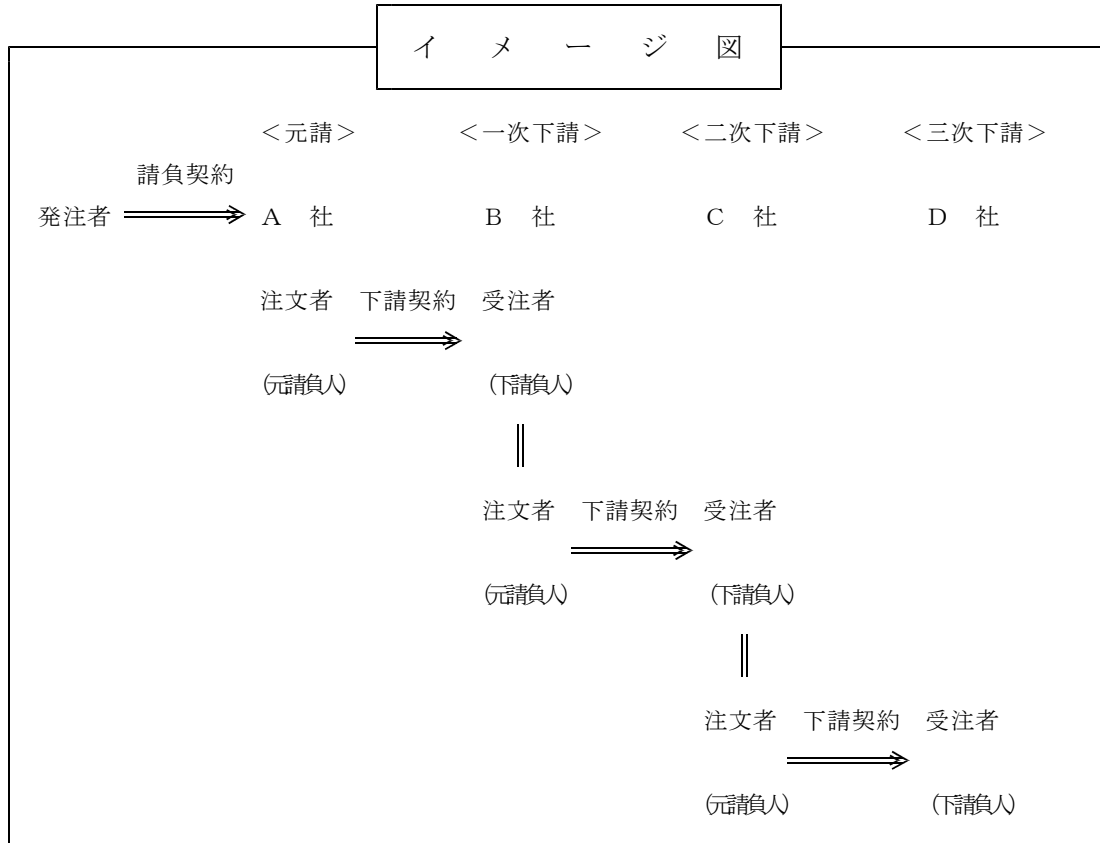 イ メ ー ジ 図
＜元請＞ ＜一次下請＞ ＜二次下請＞ ＜三次下請＞
請負契約
発注者 A 社 B 社 C 社 D 社
注文者 下請契約 受注者
(元請負人) (下請負人)
注文者 下請契約 受注者
(元請負人) (下請負人)
注文者 下請契約 受注者
(元請負人) (下請負人)